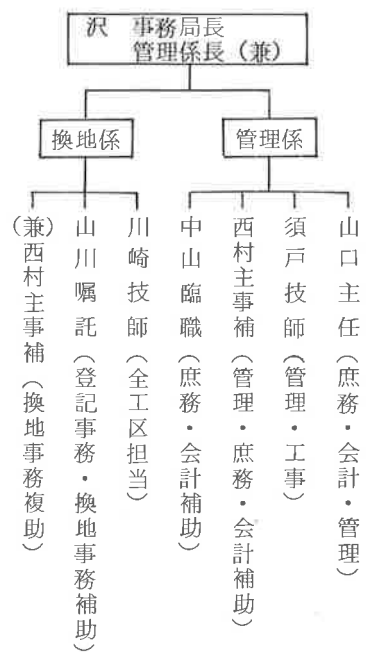 沢 事務局長
管理係長（兼）
管理係
換地係
山口主任（庶務・会計・管理）
須戸技師（管理・工事）
西村主事補（管理・庶務・会計補助）
中山臨職（庶務・会計補助）
川崎技師（全工区担当）
山川嘱託（登記事務・換地事務補助）
（兼）西村主事補（換地事務複助）